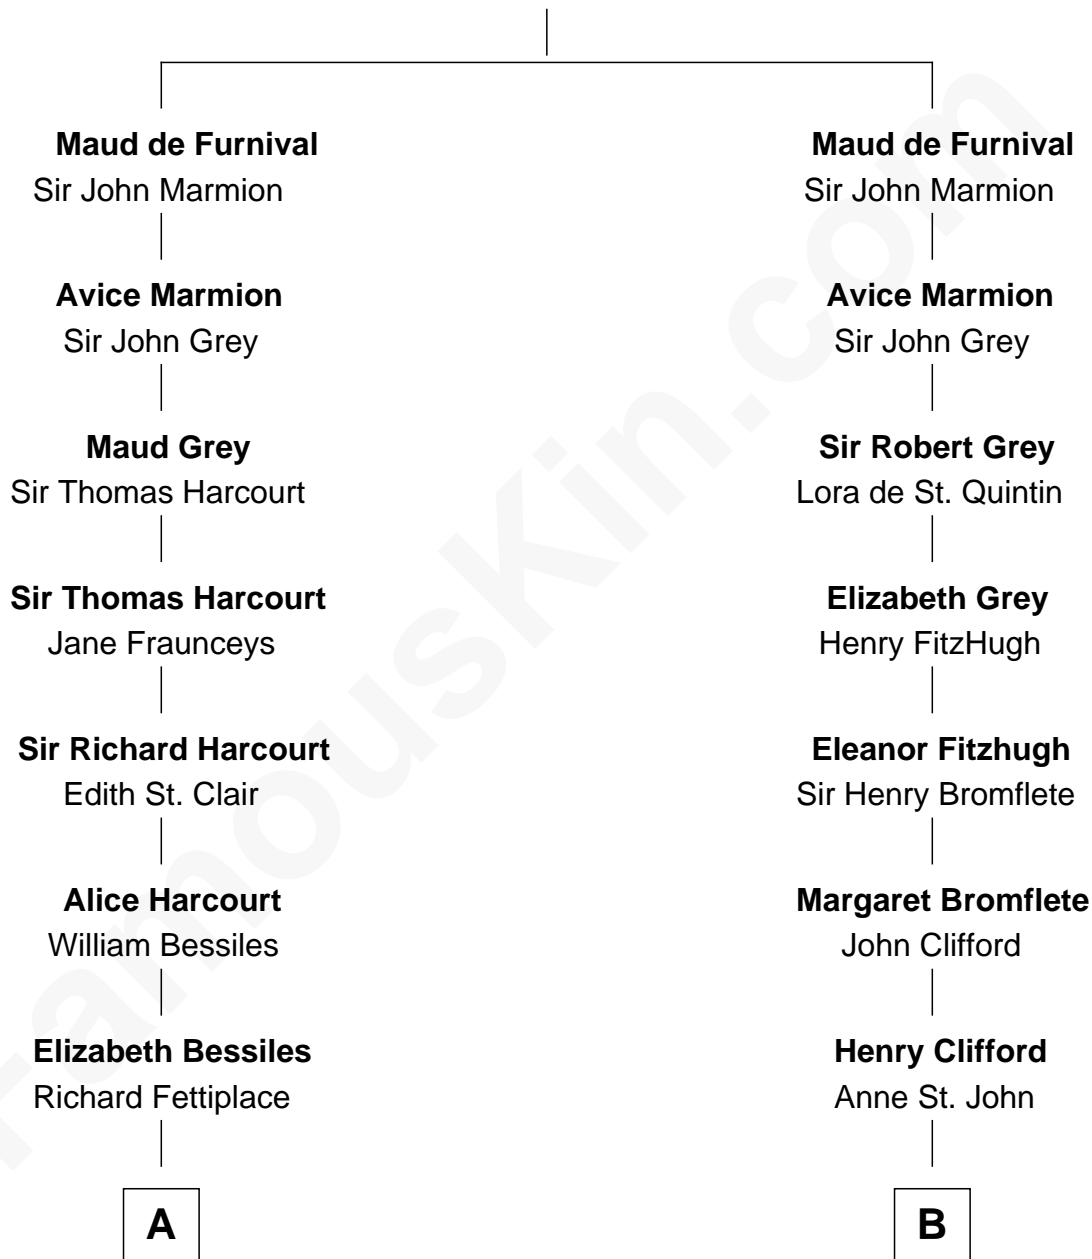 Maud de Furnival
Sir John Marmion
Avice Marmion
Sir John Grey
Maud Grey
Sir Thomas Harcourt
Sir Thomas Harcourt
Jane Fraunceys
Sir Richard Harcourt
Edith St. Clair
Alice Harcourt
William Bessiles
Elizabeth Bessiles
Richard Fettiplace
A
Maud de Furnival
Sir John Marmion
Avice Marmion
Sir John Grey
Sir Robert Grey
Lora de St. Quintin
Elizabeth Grey
Henry FitzHugh
Eleanor Fitzhugh
Sir Henry Bromflete
Margaret Bromflete
John Clifford
Henry Clifford
Anne St. John
B
FamousKin.com